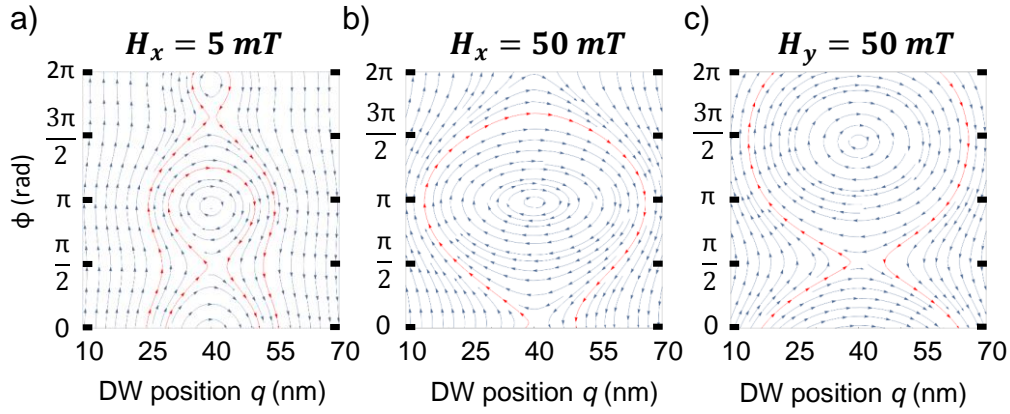 a)
H_x = 5 mT
b)
H_x = 50 mT
c)
H_y = 50 mT
ϕ (rad)
2π
3π/2
π
π/2
0
10 25 40 55 70
DW position q (nm)
2π
3π/2
π
π/2
0
10 25 40 55 70
DW position q (nm)
2π
3π/2
π
π/2
0
10 25 40 55 70
DW position q (nm)